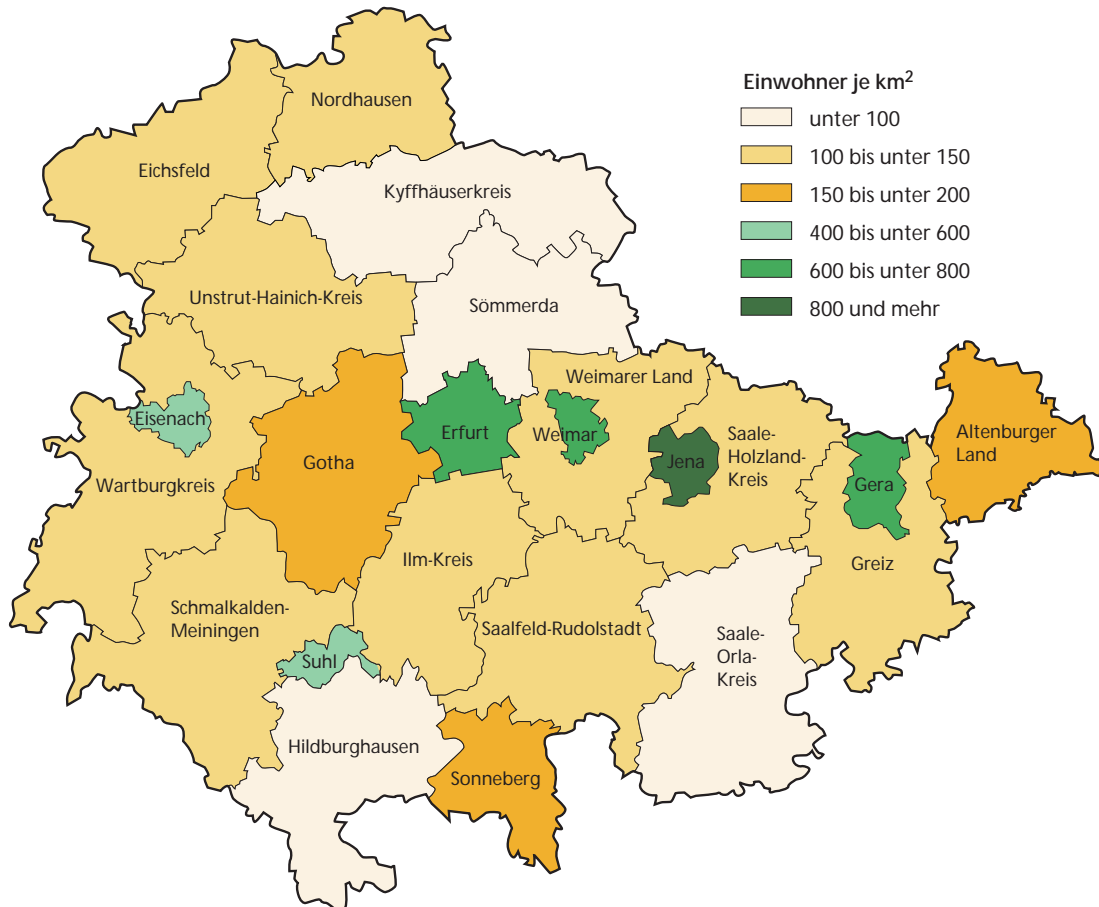 Einwohner je km²
unter 100
100 bis unter 150
150 bis unter 200
400 bis unter 600
600 bis unter 800
800 und mehr
Nordhausen
Eichsfeld
Kyffhäuserkreis
Unstrut-Hainich-Kreis
Sömmerda
Weimarer Land
Eisenach
Erfurt
Weimar
Gotha
Jena
Saale-
Holzland-
Kreis
Altenburger
Land
Wartburgkreis
Gera
Ilm-Kreis
Greiz
Schmalkalden-
Meiningen
Saalfeld-Rudolstadt
Saale-
Orla-
Kreis
Suhl
Hildburghausen
Sonneberg